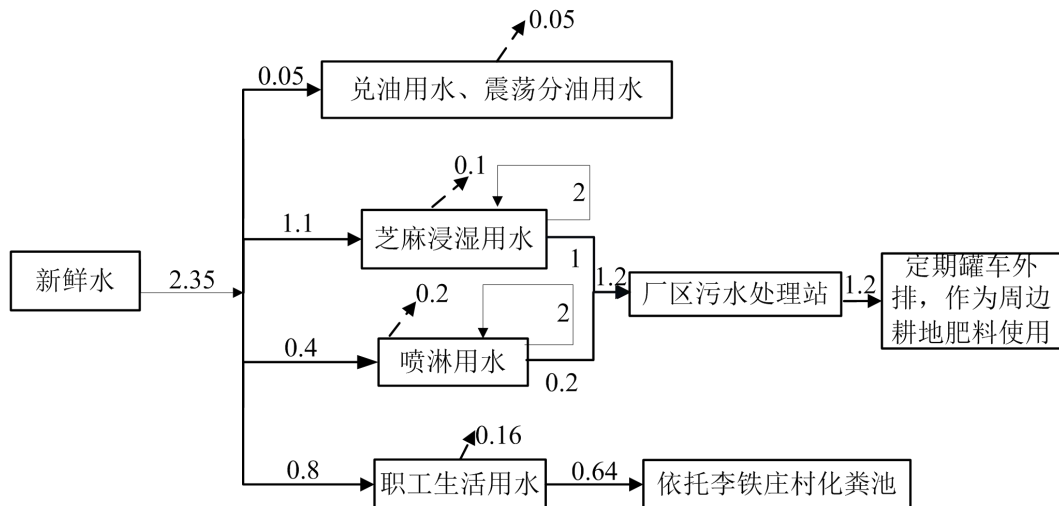 0.05
0.05
兑油用水、震荡分油用水
0.1
2
1.1
芝麻浸湿用水
1
新鲜水
2.35
1.2
厂区污水处理站
1.2
定期罐车外
排，作为周边
耕地肥料使用
0.2
2
0.4
喷淋用水
0.2
0.16
0.8
职工生活用水
0.64
依托李铁庄村化粪池